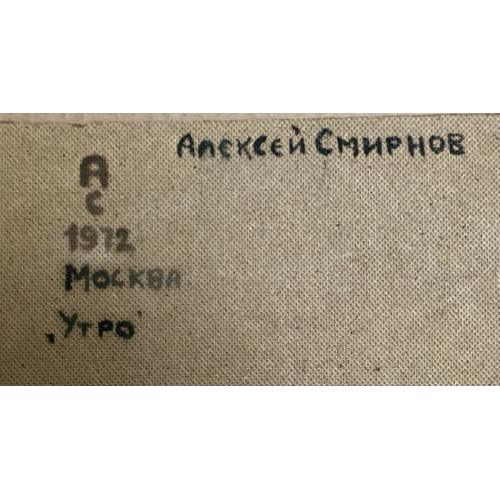 Алексей Смирнов
А
С
1972
Москва
„Утро"